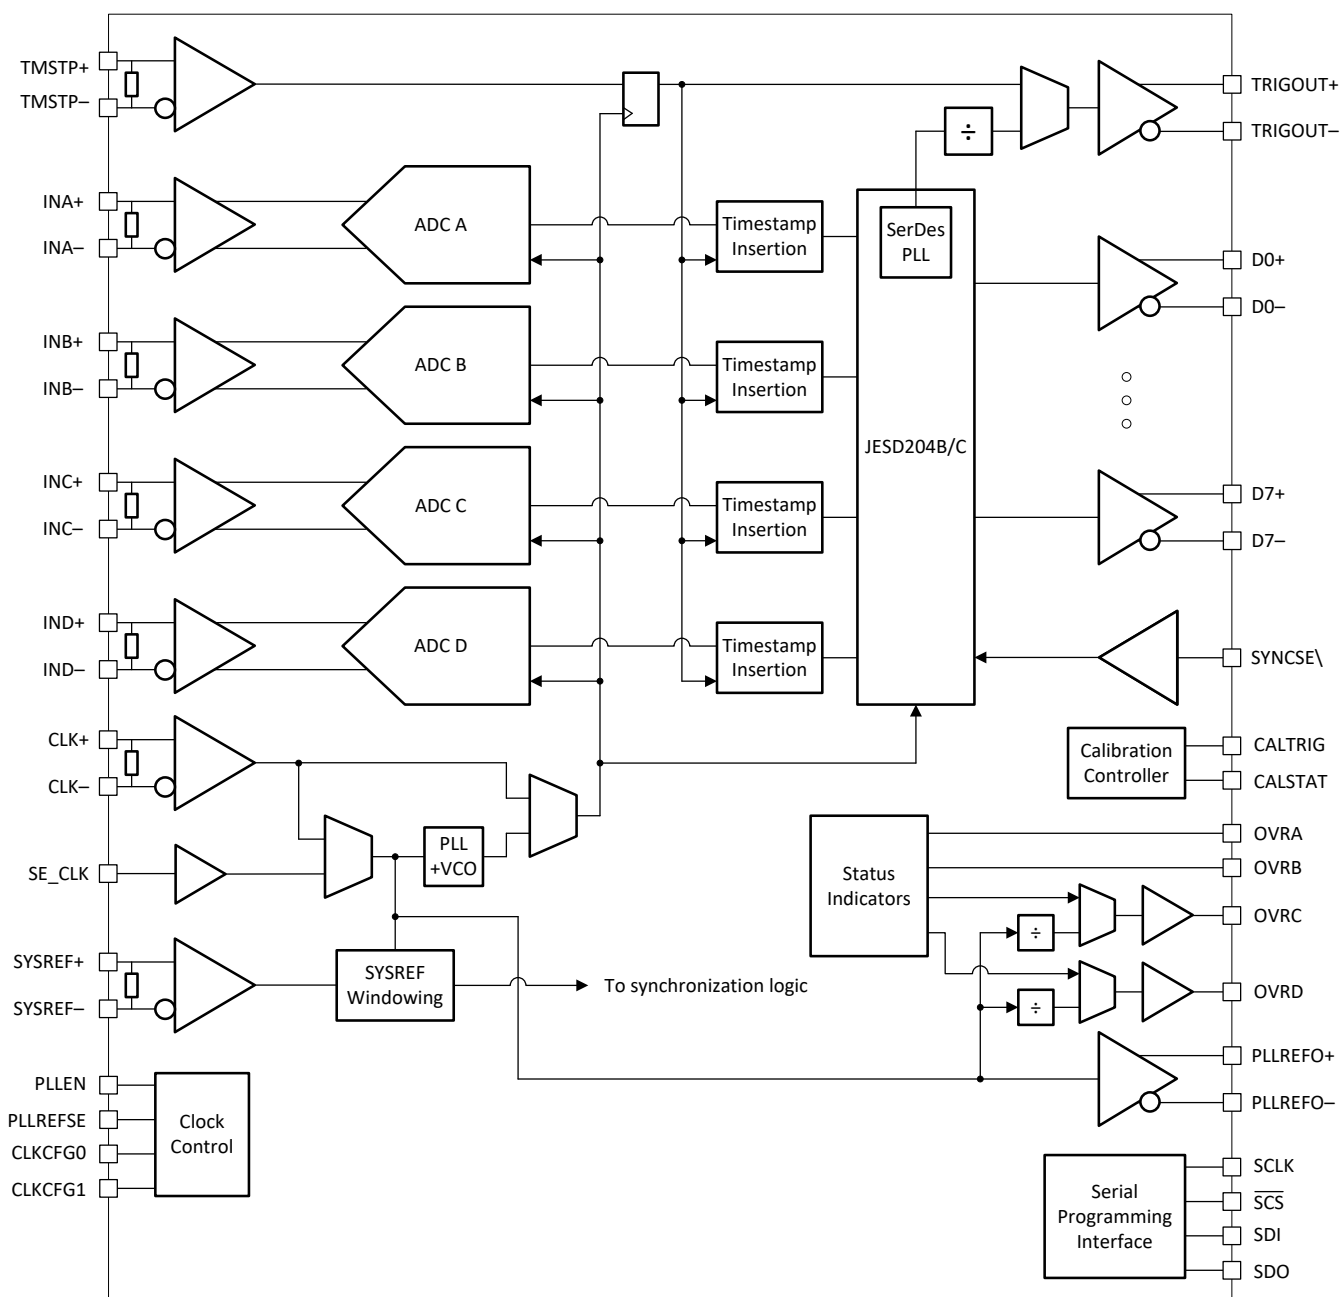 TMSTP+
TMSTP–
TRIGOUT+
TRIGOUT–
÷
INA+
INA–
ADC A
Timestamp
Insertion
SerDes
PLL
D0+
D0–
INB+
INB–
ADC B
Timestamp
Insertion
JESD204B/C
INC+
INC–
ADC C
Timestamp
Insertion
D7+
D7–
IND+
IND–
ADC D
Timestamp
Insertion
SYNCSE\
CLK+
CLK–
Calibration
Controller
CALTRIG
CALSTAT
PLL
+VCO
SE_CLK
Status
Indicators
OVRA
OVRB
OVRC
OVRD
÷
÷
SYSREF+
SYSREF–
SYSREF
Windowing
To synchronization logic
PLLREFO+
PLLREFO–
PLLEN
PLLREFSE
CLKCFG0
CLKCFG1
Clock
Control
Serial
Programming
Interface
SCLK
S̅C̅S̅
SDI
SDO